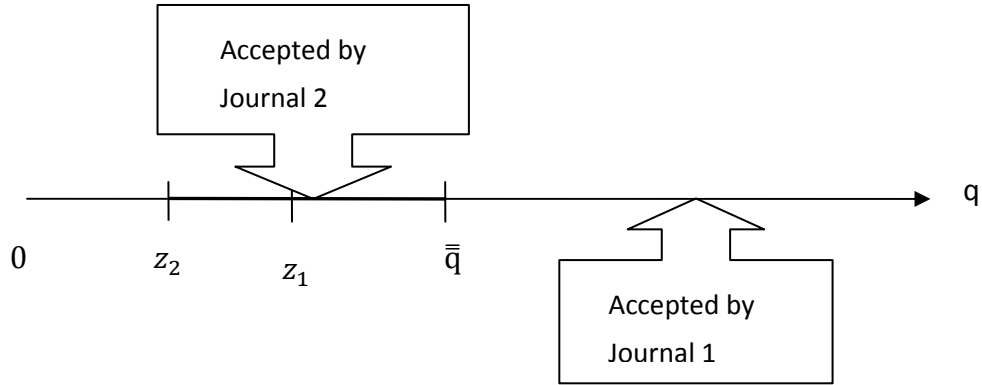 Accepted by
Journal 2
q
0 z₂ z₁ q̿
Accepted by
Journal 1